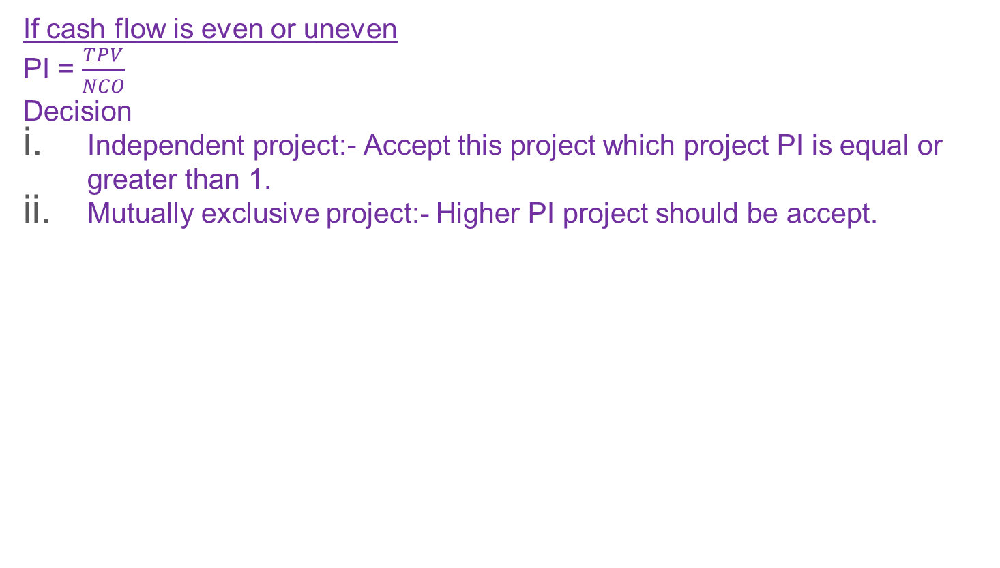 If cash flow is even or uneven
PI = \frac{TPV}{NCO}
Decision
i. Independent project:- Accept this project which project PI is equal or
greater than 1.
ii. Mutually exclusive project:- Higher PI project should be accept.